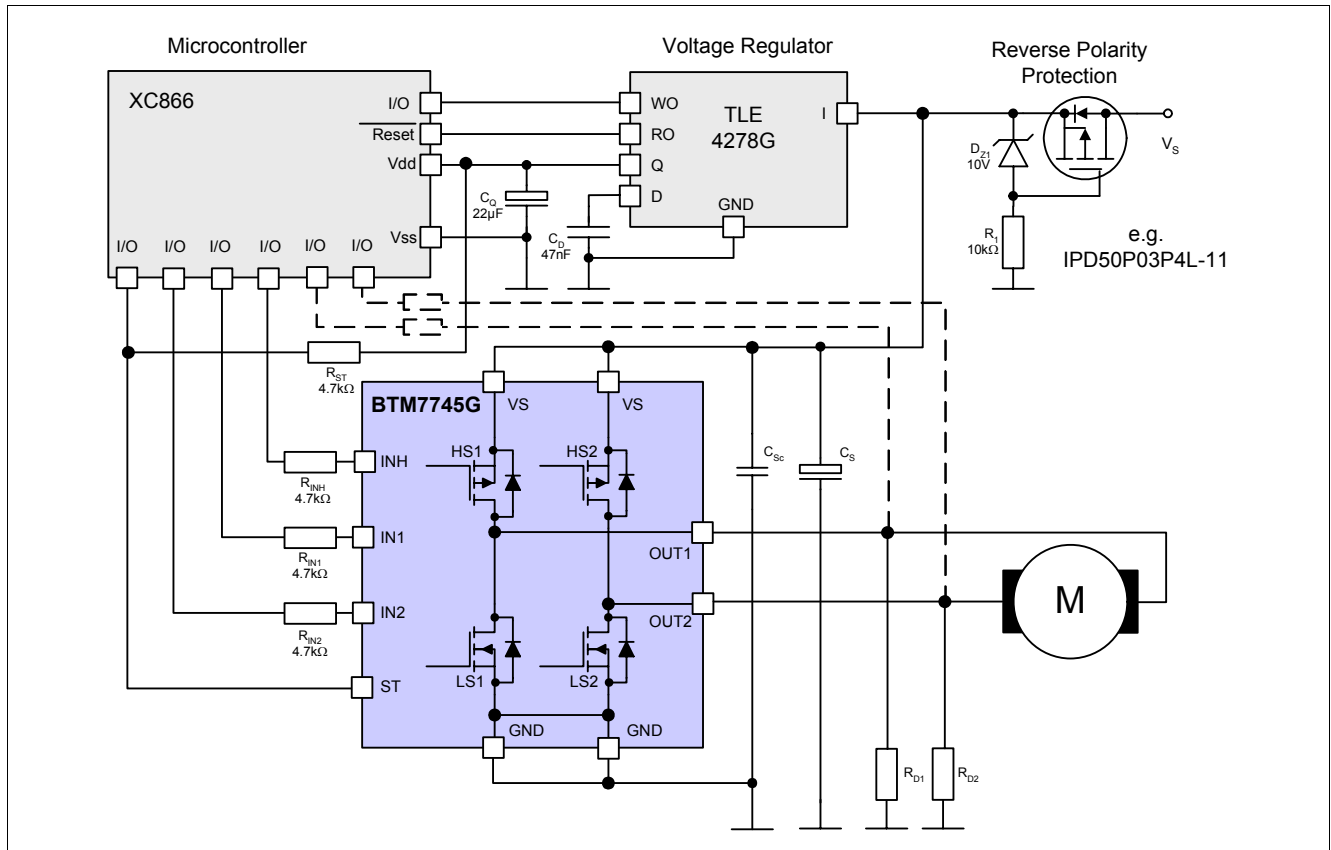 Microcontroller
Voltage Regulator
Reverse Polarity
Protection
XC866
I/O
Reset
Vdd
Vss
I/O
I/O
I/O
I/O
I/O
I/O
WO
RO
Q
D
TLE
4278G
I
GND
C_Q
22µF
C_D
47nF
D_Z1
10V
R_1
10kΩ
V_S
e.g.
IPD50P03P4L-11
R_ST
4.7kΩ
BTM7745G
VS
VS
HS1
HS2
INH
R_INH
4.7kΩ
IN1
R_IN1
4.7kΩ
IN2
R_IN2
4.7kΩ
ST
LS1
LS2
GND
GND
OUT1
OUT2
C_Sc
C_S
M
R_D1
R_D2